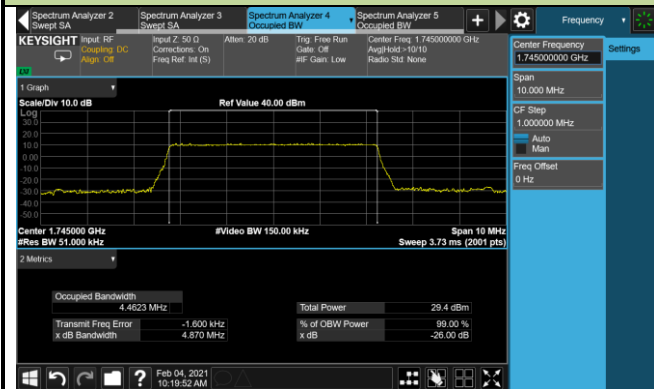 Spectrum Analyzer 2 Spectrum Analyzer 3 Spectrum Analyzer 4 Spectrum Analyzer 5 Frequency
Swept SA Swept SA Occupied BW Occupied BW
KEYSIGHT Input: RF Input Z: 50 Ω Atten: 20 dB Trig: Free Run Center Freq: 1.745000000 GHz
Coupling: DC Corrections: On Gate: Off Avg|Hold:>10/10
Align: Off Freq Ref: Int (S) #IF Gain: Low Radio Std: None
Center Frequency Settings
1.745000000 GHz
Span
10.000 MHz
CF Step
1.000000 MHz
Auto
Man
Freq Offset
0 Hz
1 Graph
Scale/Div 10.0 dB Ref Value 40.00 dBm
Log
30.0
20.0
10.0
0.00
-10.0
-20.0
-30.0
-40.0
-50.0
Center 1.745000 GHz #Video BW 150.00 kHz Span 10 MHz
#Res BW 51.000 kHz Sweep 3.73 ms (2001 pts)
2 Metrics
Occupied Bandwidth
4.4623 MHz Total Power 29.4 dBm
Transmit Freq Error -1.600 kHz % of OBW Power 99.00 %
x dB Bandwidth 4.870 MHz x dB -26.00 dB
Feb 04, 2021
10:19:52 AM